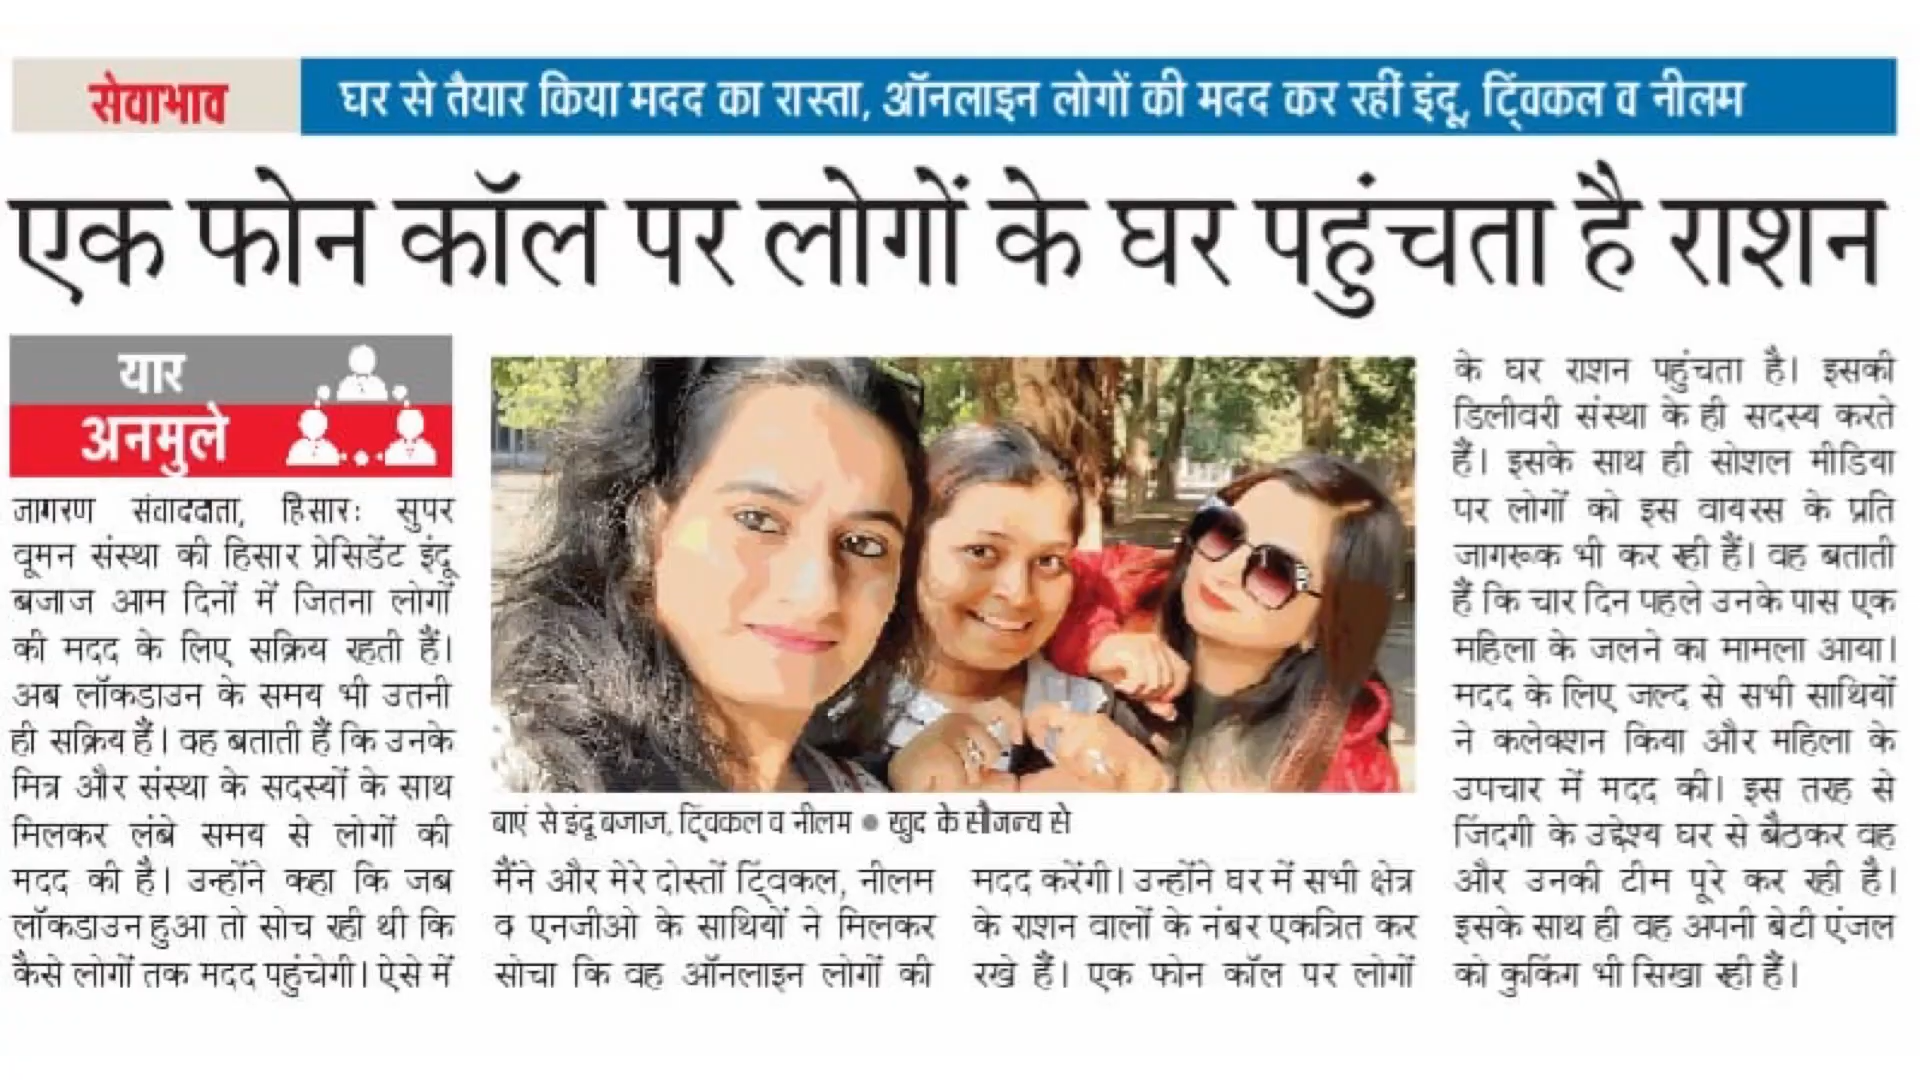 सेवाभाव
घर से तैयार किया मदद का रास्ता, ऑनलाइन लोगों की मदद कर रहीं इंदू, ट्विंकल व नीलम
एक फोन कॉल पर लोगों के घर पहुंचता है राशन
यार
अनमुले
जागरण संवाददाता, हिसारः सुपर
वूमन संस्था की हिसार प्रेसिडेंट इंदू
बजाज आम दिनों में जितना लोगों
की मदद के लिए सक्रिय रहती हैं।
अब लॉकडाउन के समय भी उतनी
ही सक्रिय हैं। वह बताती हैं कि उनके
मित्र और संस्था के सदस्यों के साथ
मिलकर लंबे समय से लोगों की
मदद की है। उन्होंने कहा कि जब
लॉकडाउन हुआ तो सोच रही थी कि
कैसे लोगों तक मदद पहुंचेगी। ऐसे में
बाएं से इंदू बजाज, ट्विंकल व नीलम ● खुद के सौजन्य से
मैंने और मेरे दोस्तों ट्विंकल, नीलम
व एनजीओ के साथियों ने मिलकर
सोचा कि वह ऑनलाइन लोगों की
मदद करेंगी। उन्होंने घर में सभी क्षेत्र
के राशन वालों के नंबर एकत्रित कर
रखे हैं। एक फोन कॉल पर लोगों
के घर राशन पहुंचता है। इसकी
डिलीवरी संस्था के ही सदस्य करते
हैं। इसके साथ ही सोशल मीडिया
पर लोगों को इस वायरस के प्रति
जागरूक भी कर रही हैं। वह बताती
हैं कि चार दिन पहले उनके पास एक
महिला के जलने का मामला आया।
मदद के लिए जल्द से सभी साथियों
ने कलेक्शन किया और महिला के
उपचार में मदद की। इस तरह से
जिंदगी के उद्देश्य घर से बैठकर वह
और उनकी टीम पूरे कर रही है।
इसके साथ ही वह अपनी बेटी एंजल
को कुकिंग भी सिखा रही हैं।